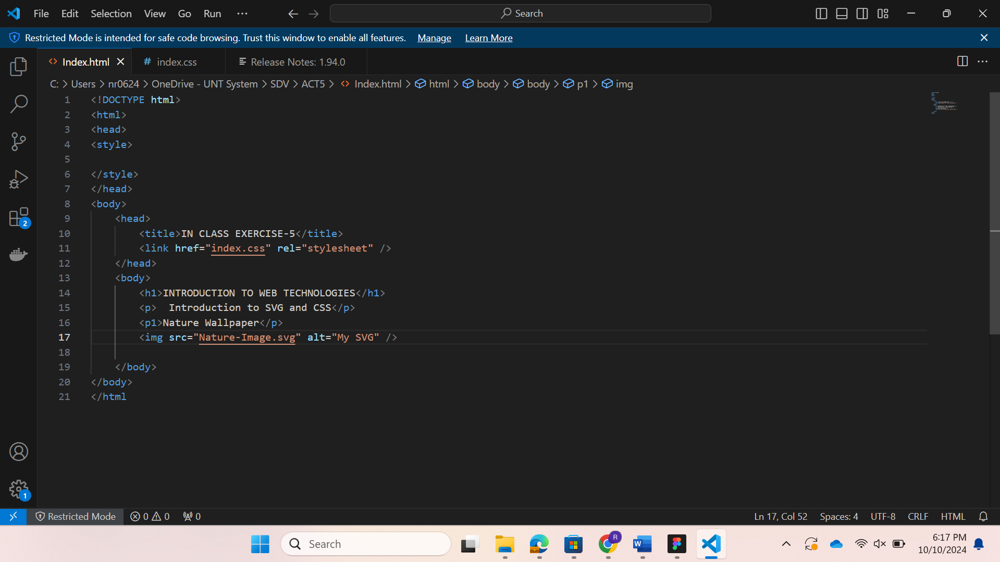 File Edit Selection View Go Run ... Search
Restricted Mode is intended for safe code browsing. Trust this window to enable all features. Manage Learn More
<> Index.html # index.css Release Notes: 1.94.0
C: > Users > nr0624 > OneDrive - UNT System > SDV > ACT5 > <> Index.html > html > body > body > p1 > img
1 <!DOCTYPE html>
2 <html>
3 <head>
4 <style>
5
6 </style>
7 </head>
8 <body>
9 <head>
10 <title>IN CLASS EXERCISE-5</title>
11 <link href="index.css" rel="stylesheet" />
12 </head>
13 <body>
14 <h1>INTRODUCTION TO WEB TECHNOLOGIES</h1>
15 <p>  Introduction to SVG and CSS</p>
16 <p1>Nature Wallpaper</p>
17 <img src="Nature-Image.svg" alt="My SVG" />
18
19 </body>
20 </body>
21 </html
2
1
Restricted Mode 0 0 0 Ln 17, Col 52 Spaces: 4 UTF-8 CRLF HTML
Search R W 6:17 PM
10/10/2024